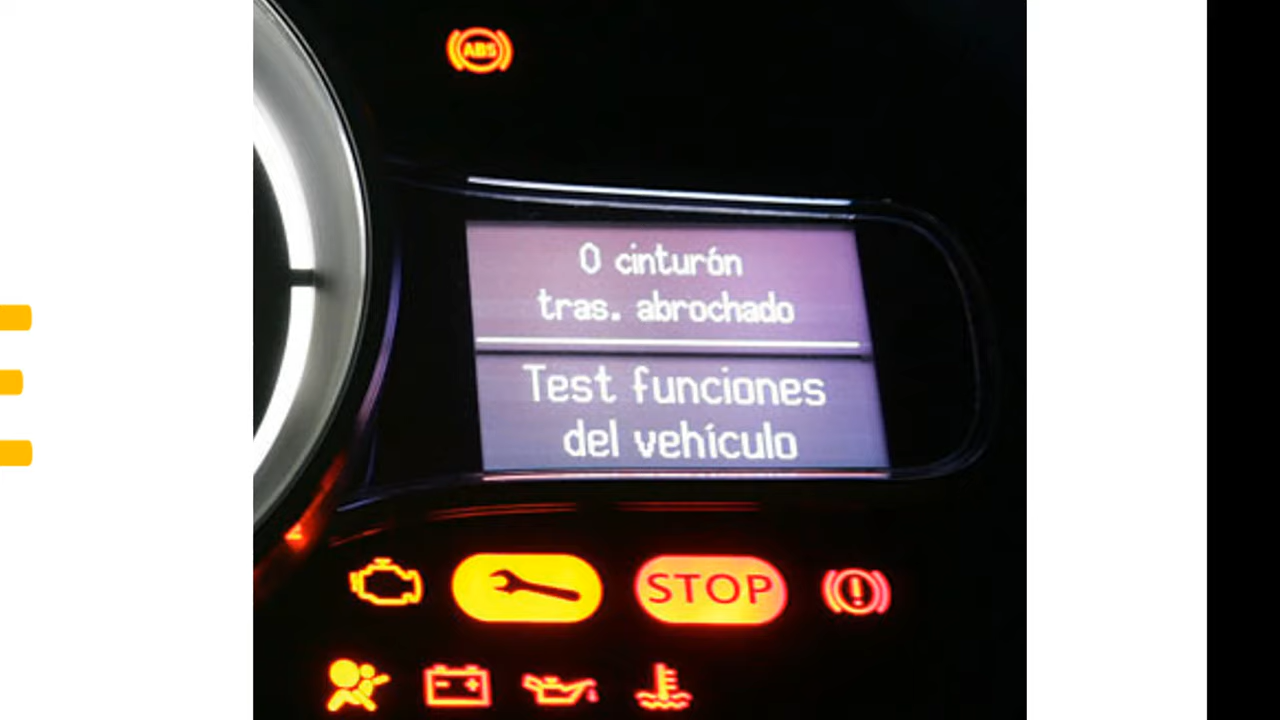 ABS
0 cinturón
tras. abrochado
Test funciones
del vehículo
STOP